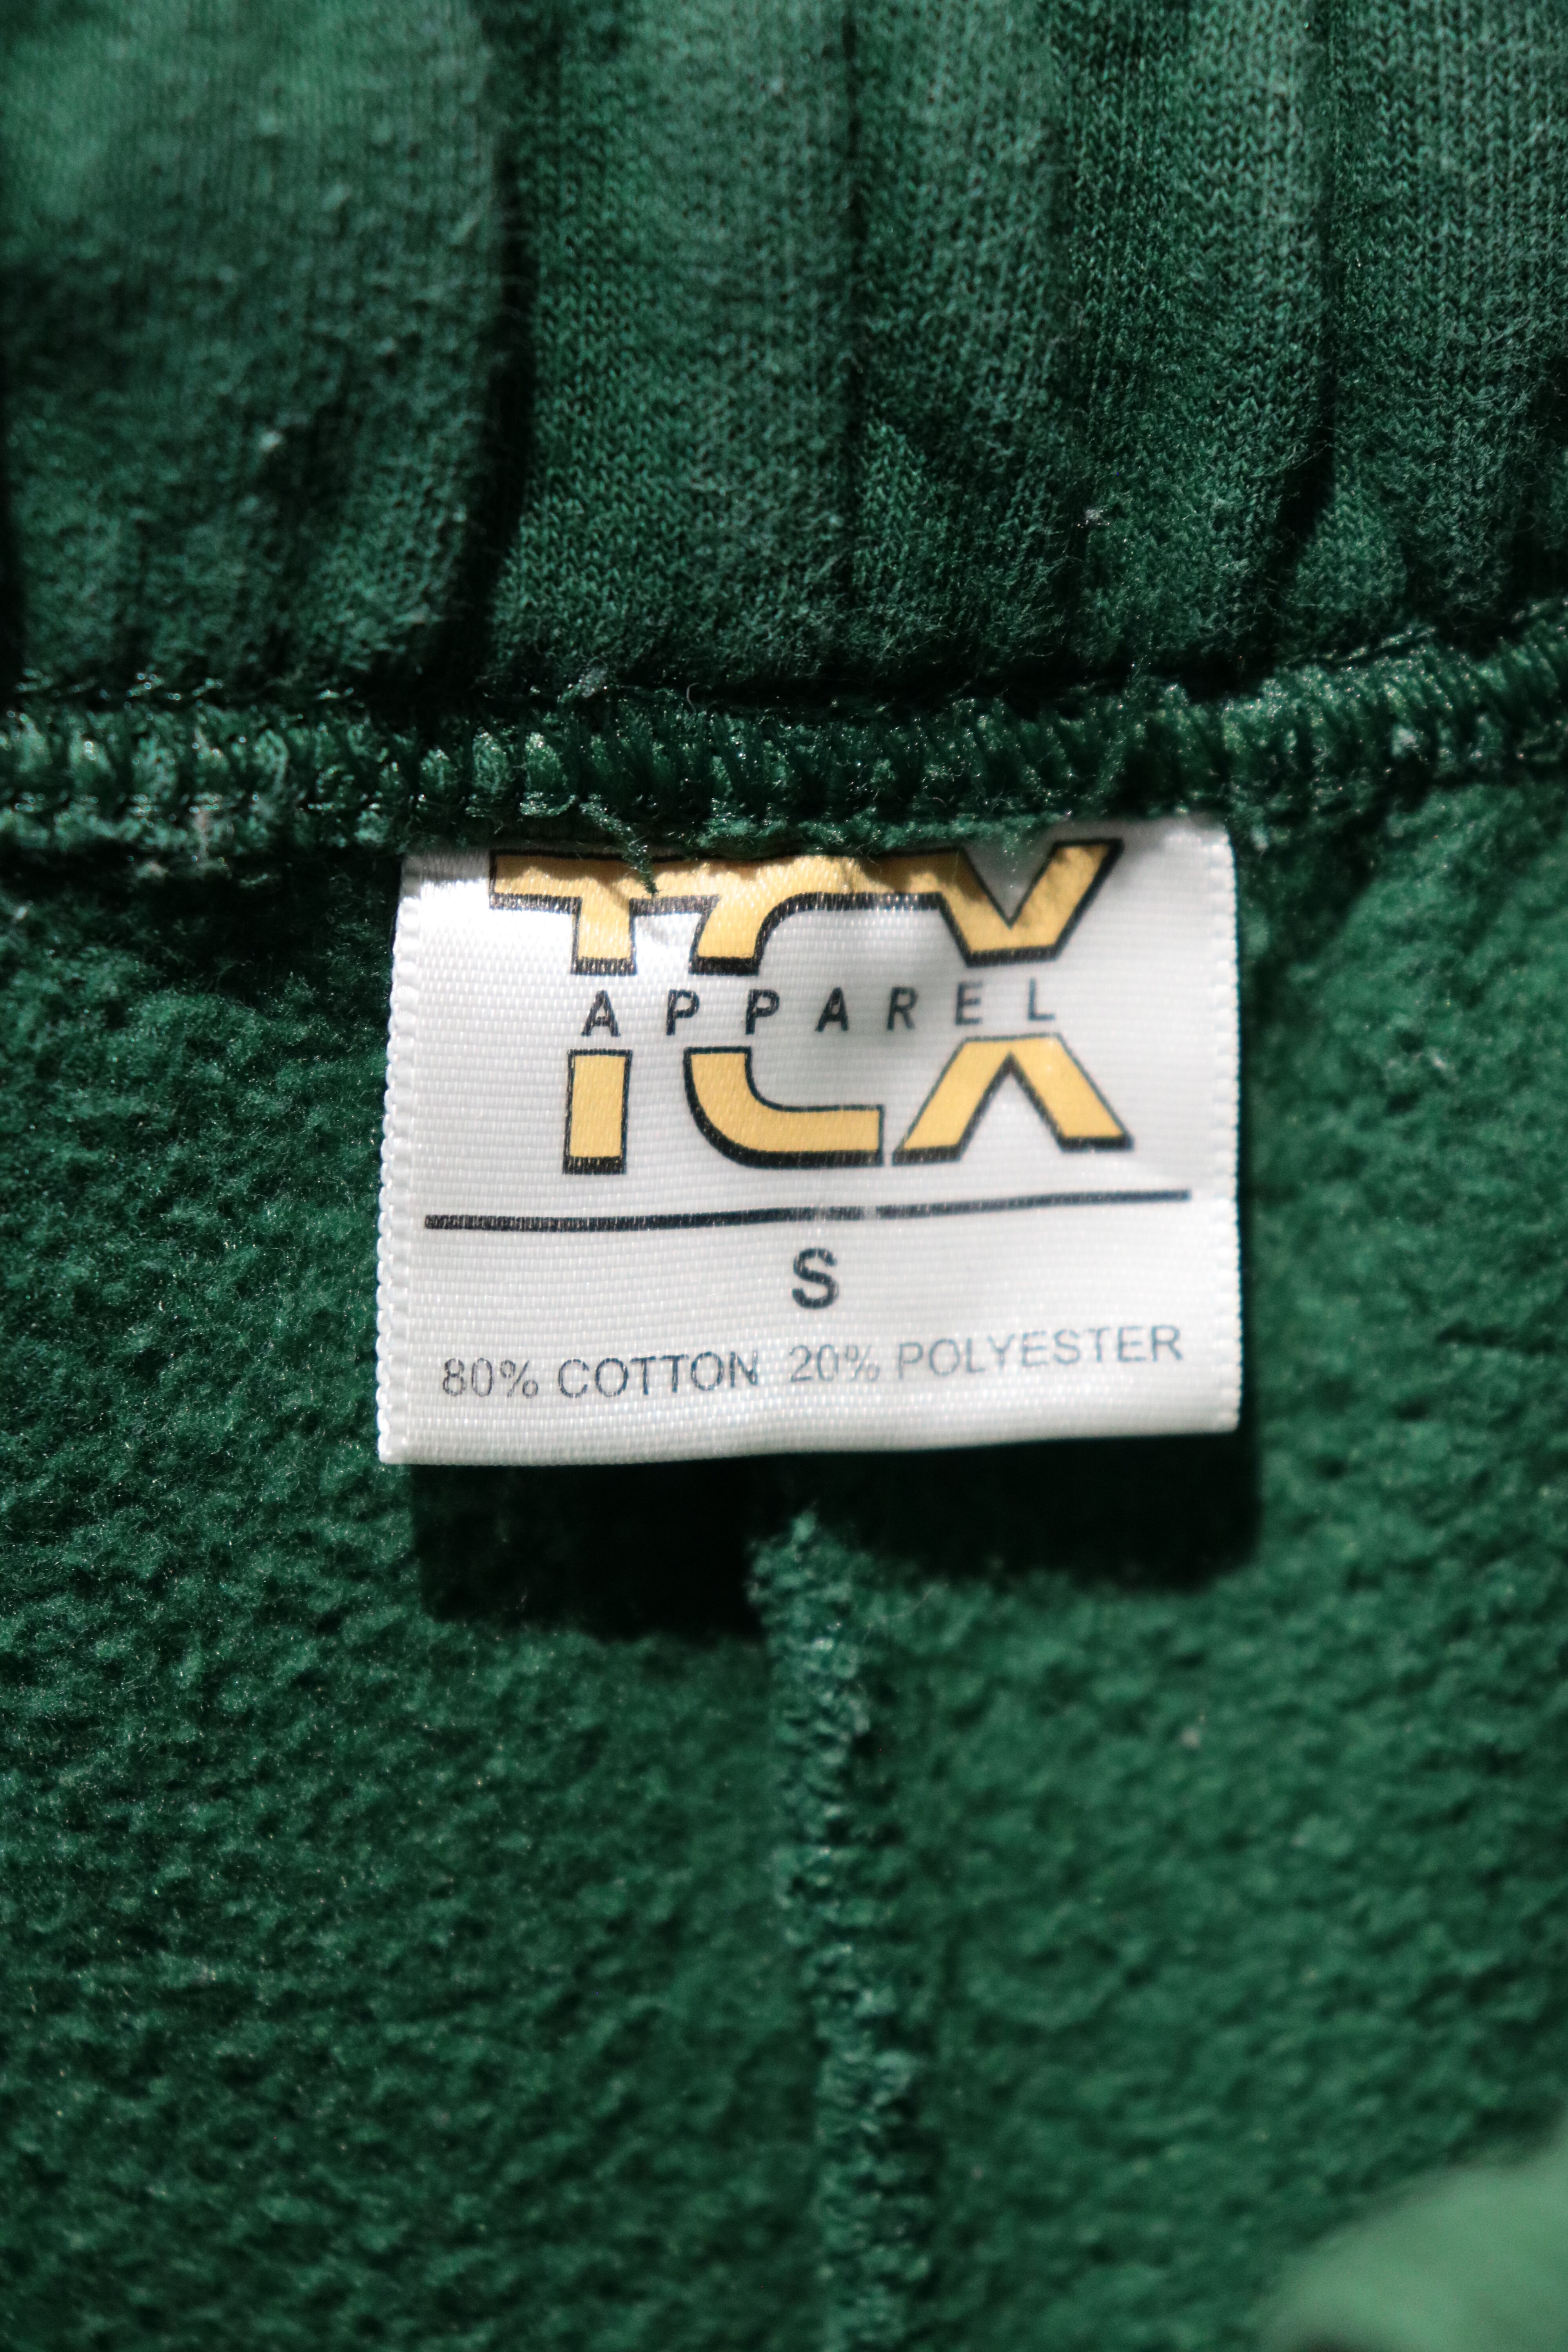 TCX
APPAREL
S
80% COTTON 20% POLYESTER